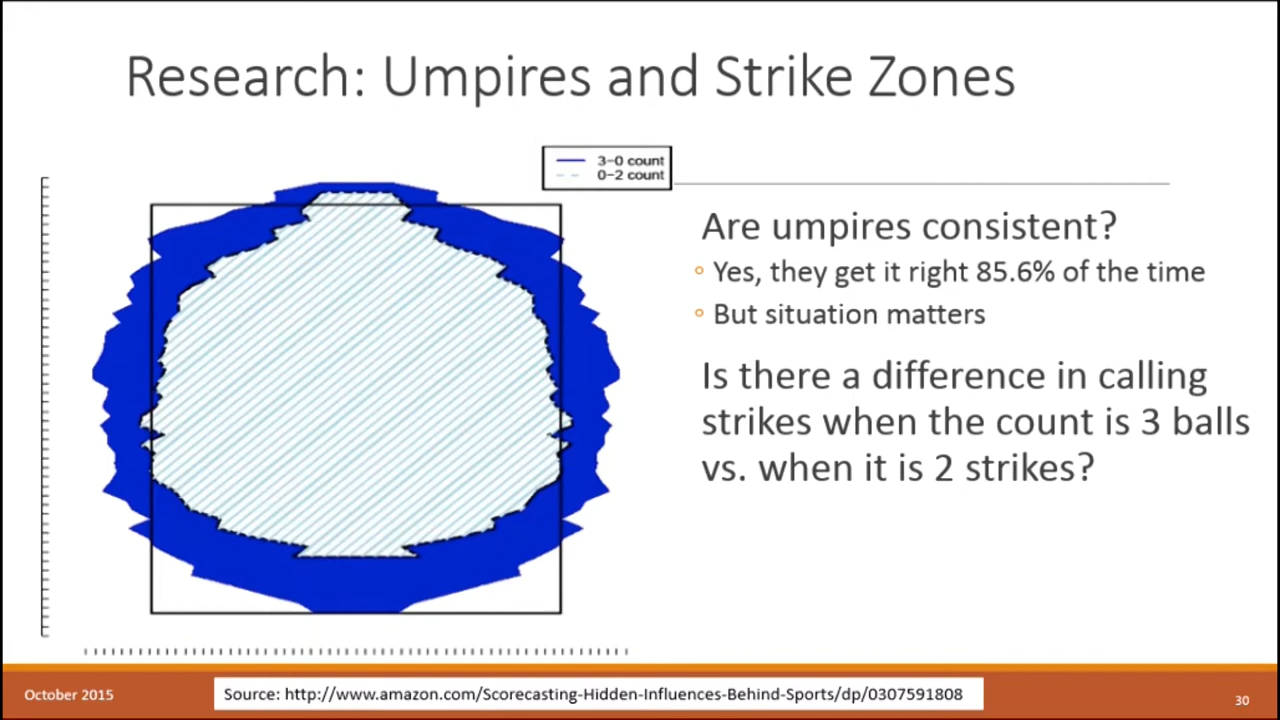 Research: Umpires and Strike Zones
3-0 count
0-2 count
Are umpires consistent?
Yes, they get it right 85.6% of the time
But situation matters
Is there a difference in calling
strikes when the count is 3 balls
vs. when it is 2 strikes?
October 2015
Source: http://www.amazon.com/Scorecasting-Hidden-Influences-Behind-Sports/dp/0307591808
30